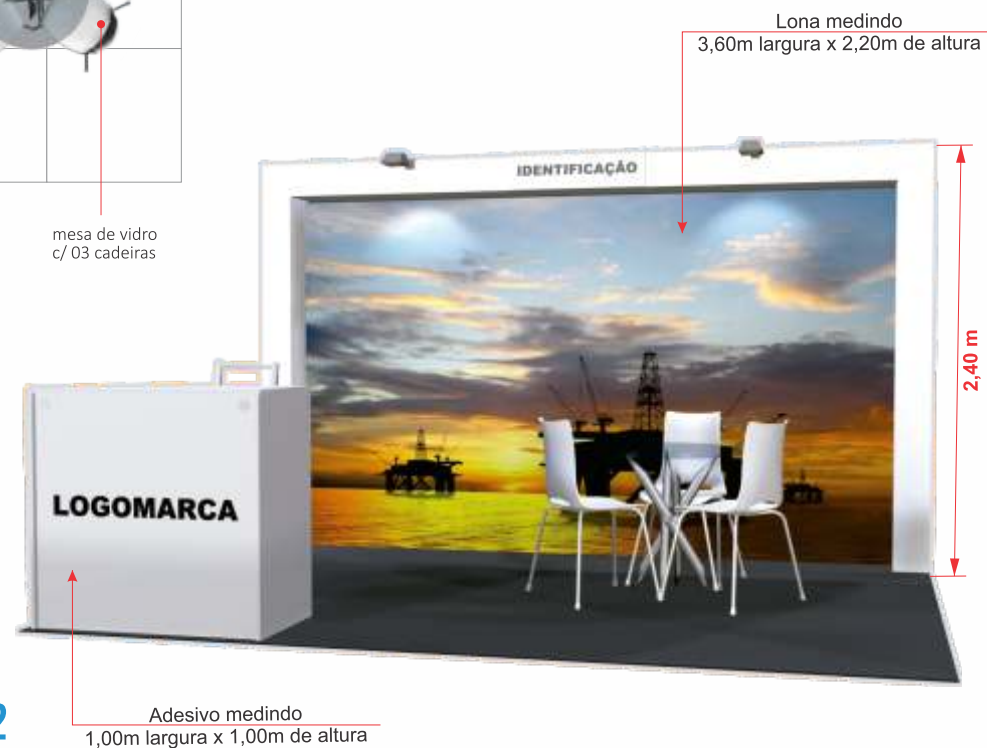 Lona medindo
3,60m largura x 2,20m de altura
IDENTIFICAÇÃO
mesa de vidro
c/ 03 cadeiras
2,40 m
LOGOMARCA
2
Adesivo medindo
1,00m largura x 1,00m de altura